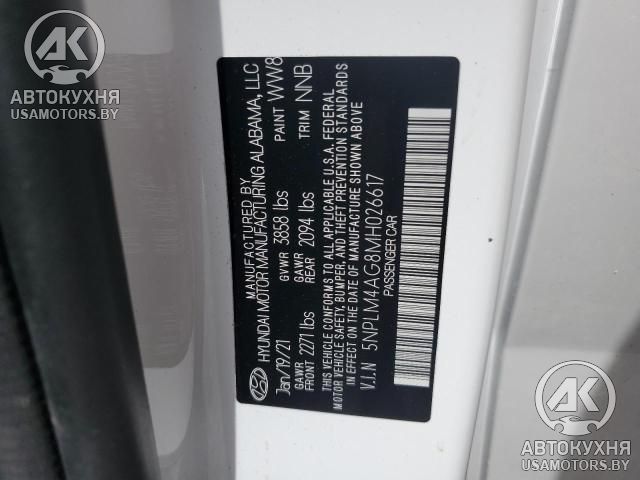 MANUFACTURED BY
HYUNDAI MOTOR MANUFACTURING ALABAMA, LLC
Jan/19/21 GVWR 3858 lbs PAINT WW8
GAWR FRONT 2271 lbs GAWR REAR 2094 lbs TRIM NNB
THIS VEHICLE CONFORMS TO ALL APPLICABLE U.S.A. FEDERAL
MOTOR VEHICLE SAFETY, BUMPER, AND THEFT PREVENTION STANDARDS
IN EFFECT ON THE DATE OF MANUFACTURE SHOWN ABOVE.
V.I.N 5NPLM4AG8MH026617
PASSENGER CAR
AK
АВТОКУХНЯ
USAMOTORS.BY
AK
АВТОКУХНЯ
USAMOTORS.BY